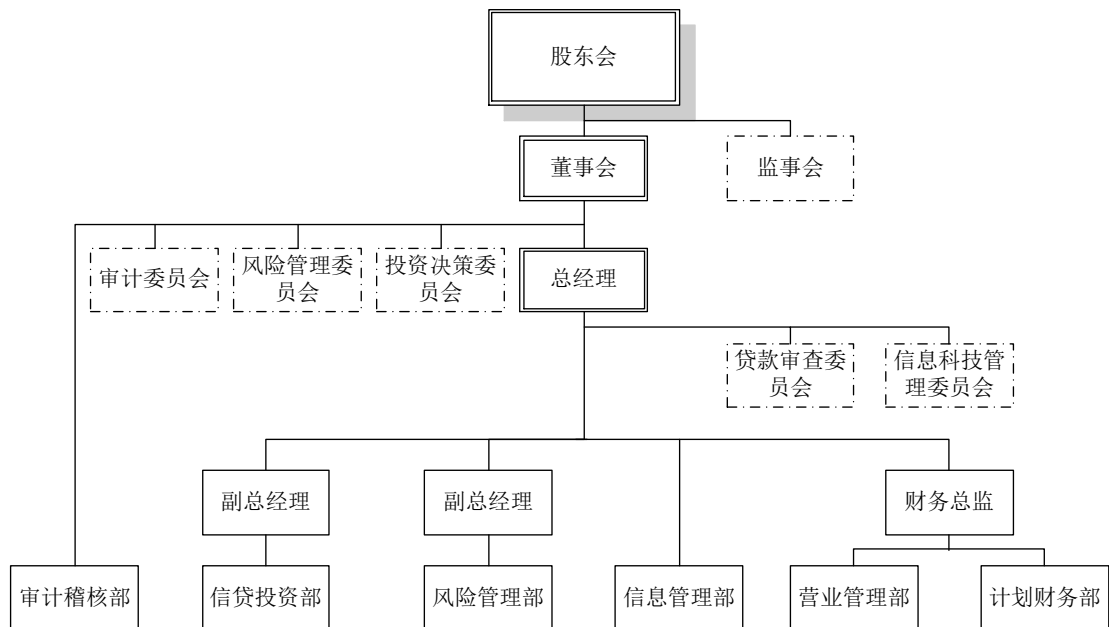 股东会
董事会
监事会
审计委员会
风险管理委
员会
投资决策委
员会
总经理
贷款审查委
员会
信息科技管
理委员会
副总经理
副总经理
财务总监
审计稽核部
信贷投资部
风险管理部
信息管理部
营业管理部
计划财务部